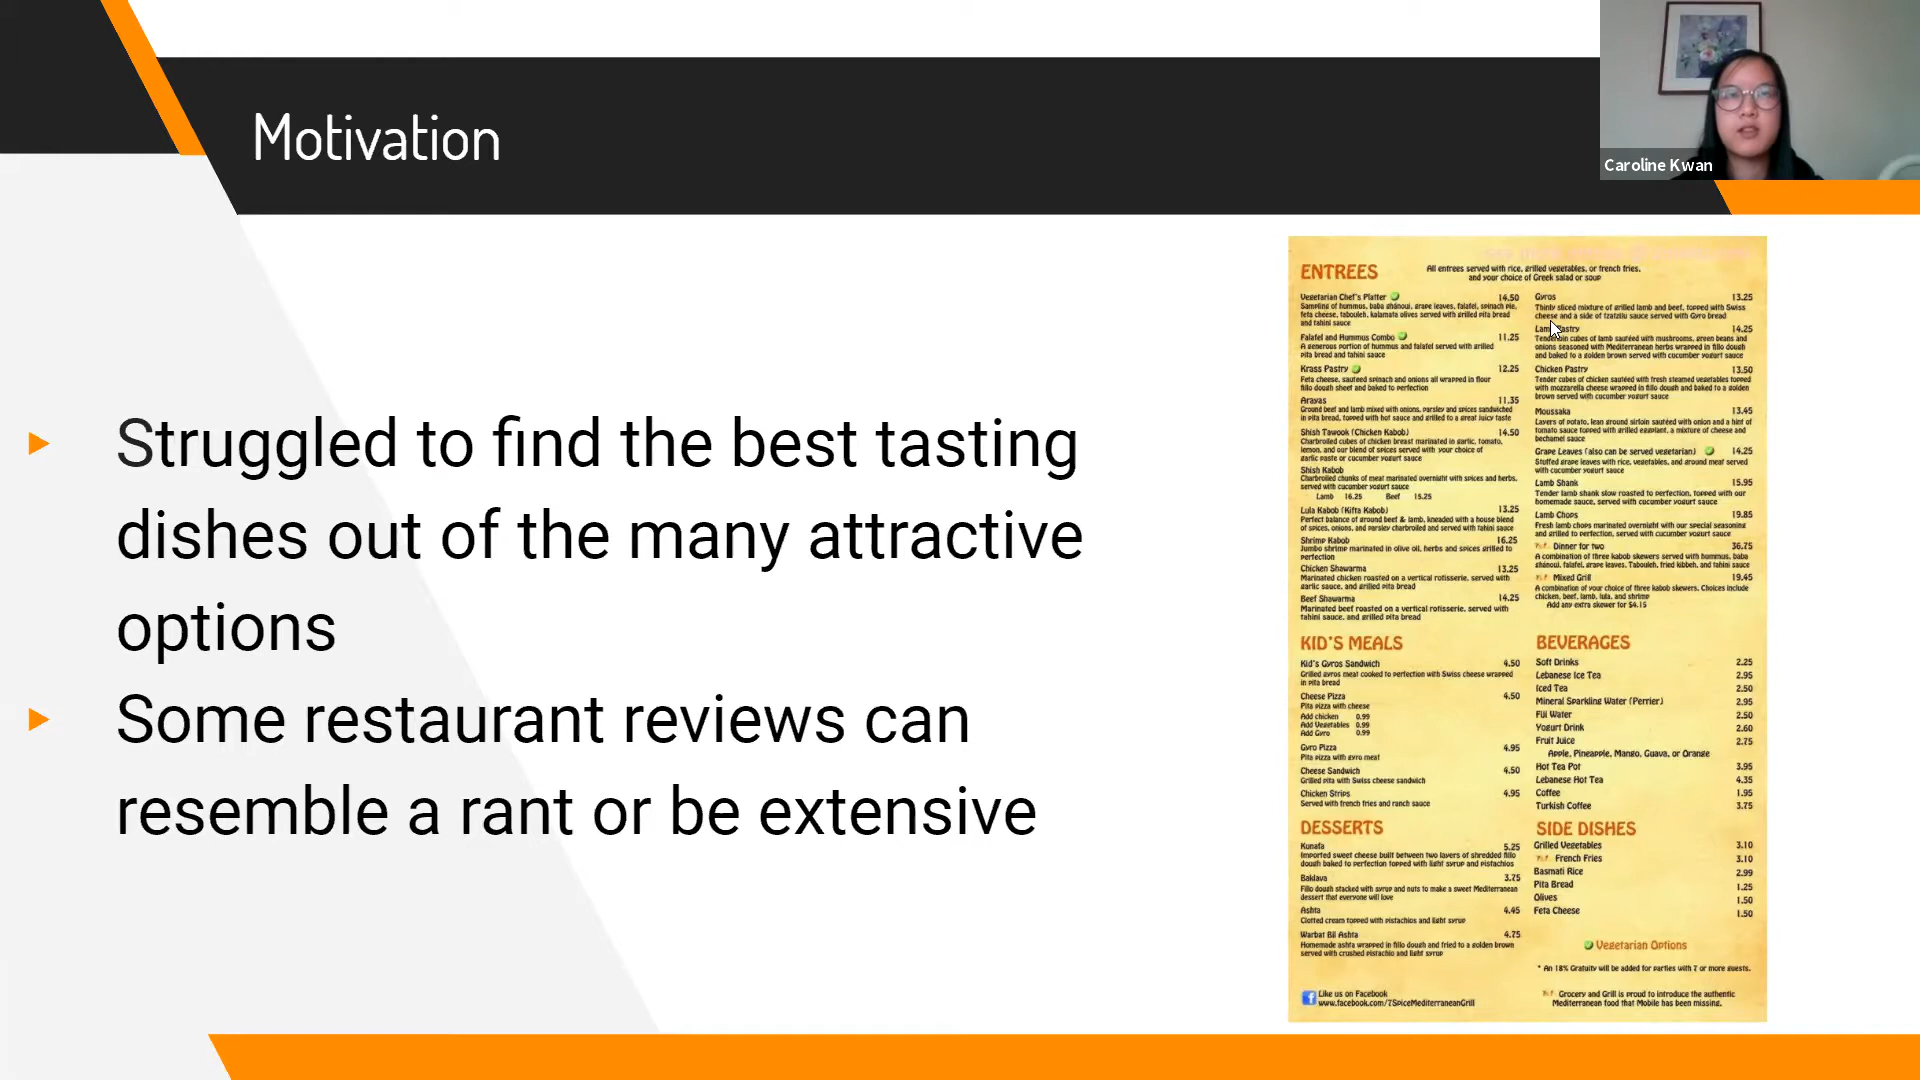 Motivation
Caroline Kwan
Struggled to find the best tasting
dishes out of the many attractive
options
Some restaurant reviews can
resemble a rant or be extensive
ENTREES
All entrees served with rice, grilled vegetables, or french fries,
and your choice of Greek salad or soup
Vegetarian Chef's Platter 14.50
Sampling of hummus, baba ghanoui, grape leaves, falafel, spinach pie,
feta cheese, tabouleh, kalamata olives served with grilled pita bread
and tahini sauce
Falafel and Hummus Combo 11.25
A generous portion of hummus and falafel served with grilled
pita bread and tahini sauce
Krass Pastry 12.25
Feta cheese, sauteed spinach and onions all wrapped in flour
fillo dough sheet and baked to perfection
Arayas 11.35
Ground beef and lamb mixed with onions, parsley and spices sandwiched
in pita bread, topped with hot sauce and grilled to a great juicy taste
Shish Tawook (Chicken Kabob) 14.50
Charbroiled cubes of chicken breast marinated in garlic, tomato,
lemon, and our blend of spices served with your choice of
garlic paste or cucumber yogurt sauce
Shish Kabob
Charbroiled chunks of meat marinated overnight with spices and herbs,
served with cucumber yogurt sauce
Lamb 16.25 Beef 15.25
Lula Kabob (Kifta Kabob) 13.25
Perfect balance of ground beef & lamb, kneaded with a house blend
of spices, onions, and parsley charbroiled and served with tahini sauce
Shrimp Kabob 16.25
Jumbo shrimp marinated in olive oil, herbs and spices grilled to
perfection
Chicken Shawarma 13.25
Marinated chicken roasted on a vertical rotisserie, served with
garlic sauce, and grilled pita bread
Beef Shawarma 14.25
Marinated beef roasted on a vertical rotisserie, served with
tahini sauce, and grilled pita bread
Gyros 13.25
Thinly sliced mixture of grilled lamb and beef, topped with Swiss
cheese and a side of tzatziki sauce served with Gyro bread
Lamb Pastry 14.25
Tenderloin cubes of lamb sautéed with mushrooms, green beans and
onions seasoned with Mediterranean herbs wrapped in fillo dough
and baked to a golden brown served with cucumber yogurt sauce
Chicken Pastry 13.50
Tender cubes of chicken sautéed with fresh steamed vegetables topped
with mozzarella cheese wrapped in fillo dough and baked to a golden
brown served with cucumber yogurt sauce
Moussaka 13.45
Layers of potato, lean ground sirloin sautéed with onion and a hint of
tomato sauce topped with grilled eggplant, a mixture of cheese and
bechamel sauce
Grape Leaves (also can be served vegetarian) 14.25
Stuffed grape leaves with rice, vegetables, and ground meat served
with cucumber yogurt sauce
Lamb Shank 15.95
Tender lamb shank slow roasted to perfection, topped with our
homemade sauce, served with cucumber yogurt sauce
Lamb Chops 19.85
Fresh lamb chops marinated overnight with our special seasoning
and grilled to perfection, served with cucumber yogurt sauce
Dinner for two 36.75
A combination of three kabob skewers served with hummus, baba
ghanoui, falafel, grape leaves, Tabouleh, fried kibbeh, and tahini sauce
Mixed Grill 19.45
A combination of your choice of three kabob skewers. Choices include
chicken, beef, lamb, lula, and shrimp
Add any extra skewer for $4.15
KID'S MEALS
Kid's Gyros Sandwich 4.50
Grilled gyros meat cooked to perfection with Swiss cheese wrapped
in pita bread
Cheese Pizza 4.50
Pita pizza with cheese
Add chicken 0.99
Add Vegetables 0.99
Add Gyro 0.99
Gyro Pizza 4.95
Pita pizza with gyro meat
Cheese Sandwich 4.50
Grilled pita with Swiss cheese sandwich
Chicken Strips 4.95
Served with french fries and ranch sauce
BEVERAGES
Soft Drinks 2.25
Lebanese Ice Tea 2.95
Iced Tea 2.50
Mineral Sparkling Water (Perrier) 2.95
Fiji Water 2.50
Yogurt Drink 2.60
Fruit Juice 2.75
Apple, Pineapple, Mango, Guava, or Orange
Hot Tea Pot 3.95
Lebanese Hot Tea 4.35
Coffee 1.95
Turkish Coffee 3.75
DESSERTS
Kunafa 5.25
Imported sweet cheese built between two layers of shredded fillo
dough baked to perfection topped with light syrup and pistachios
Baklava 3.75
Fillo dough stacked with syrup and nuts to make a sweet Mediterranean
dessert that everyone will love
Ashta 4.45
Clotted cream topped with pistachios and light syrup
Warbat Bil Ashta 4.75
Homemade ashta wrapped in fillo dough and fried to a golden brown
served with crushed pistachio and light syrup
SIDE DISHES
Grilled Vegetables 3.10
French Fries 3.10
Basmati Rice 2.99
Pita Bread 1.25
Olives 1.50
Feta Cheese 1.50
Vegetarian Options
* An 18% Gratuity will be added for parties with 7 or more guests.
Like us on Facebook
www.facebook.com/7SpiceMediterraneanGrill
Grocery and Grill is proud to introduce the authentic
Mediterranean food that Mobile has been missing.